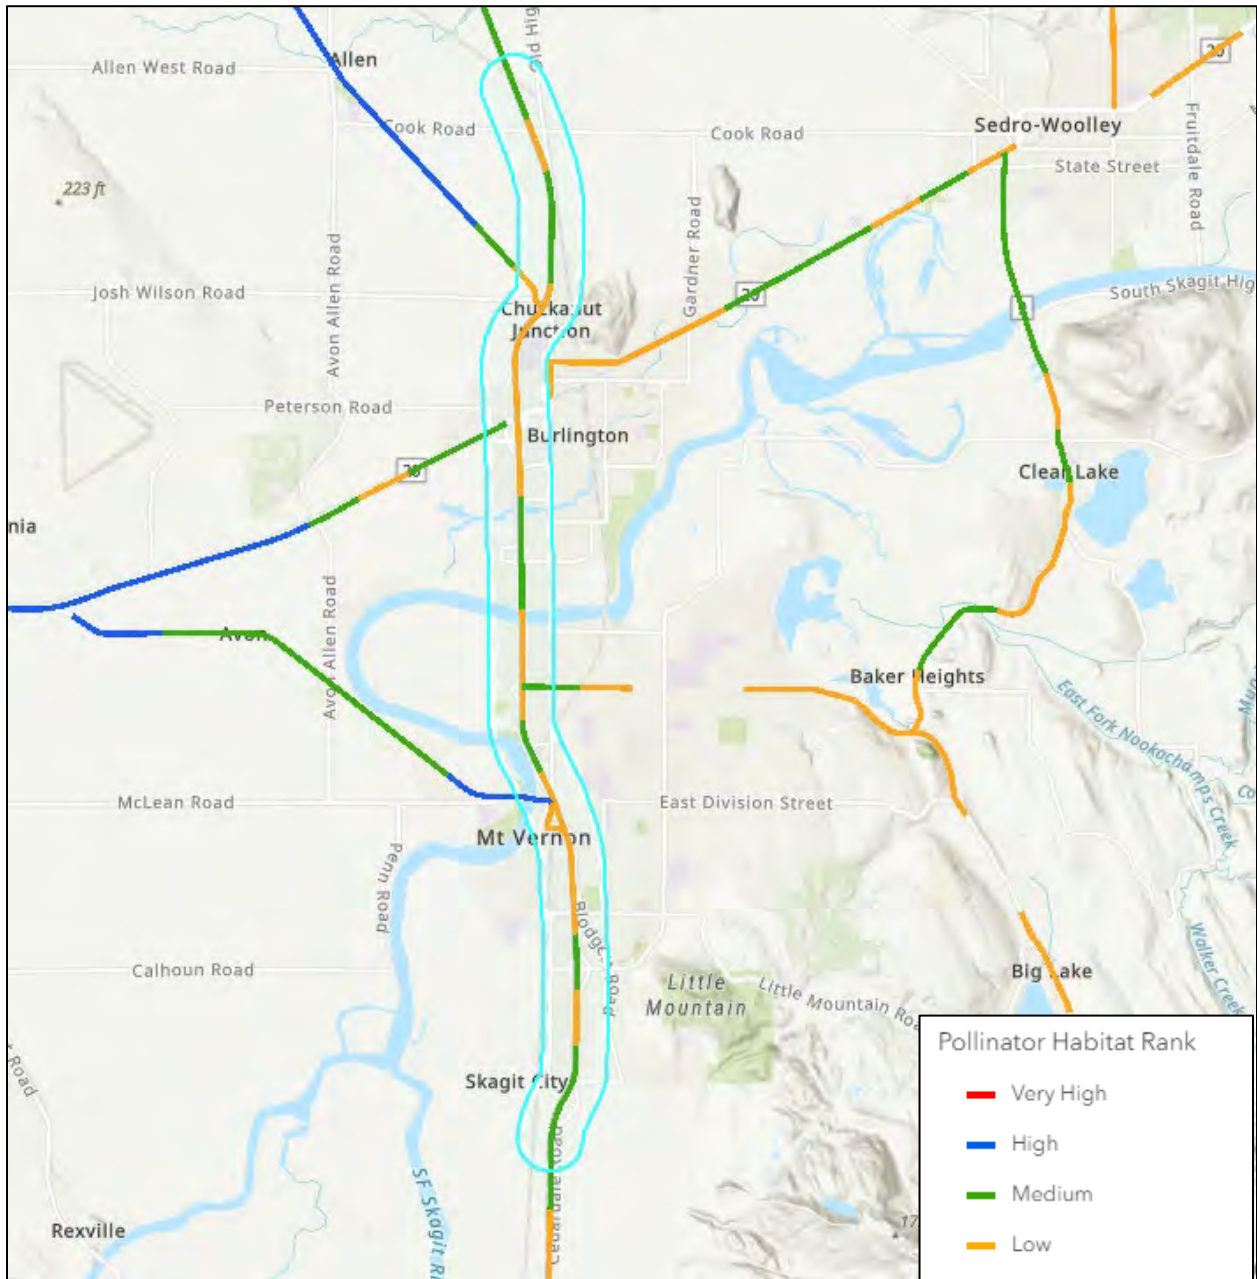 Allen West Road
Allen
Cook Road
Cook Road
Sedro-Woolley
State Street
Fruitdale Road
20
223 ft
Avon Allen Road
Gardner Road
Josh Wilson Road
20
South Skagit Hig
Chuckanut
Junction
Peterson Road
Burlington
Clear Lake
nia
Avon
Avon Allen Road
Baker Heights
East Fork Nookachamps Creek
McLean Road
East Division Street
Mt Vernon
Penn Road
Blodgett Road
Walker Creek
Calhoun Road
Little
Mountain
Little Mountain Roa
Big Lake
Road
Skagit City
Rexville
SF Skagit Ri
Pollinator Habitat Rank
Very High
High
Medium
Low